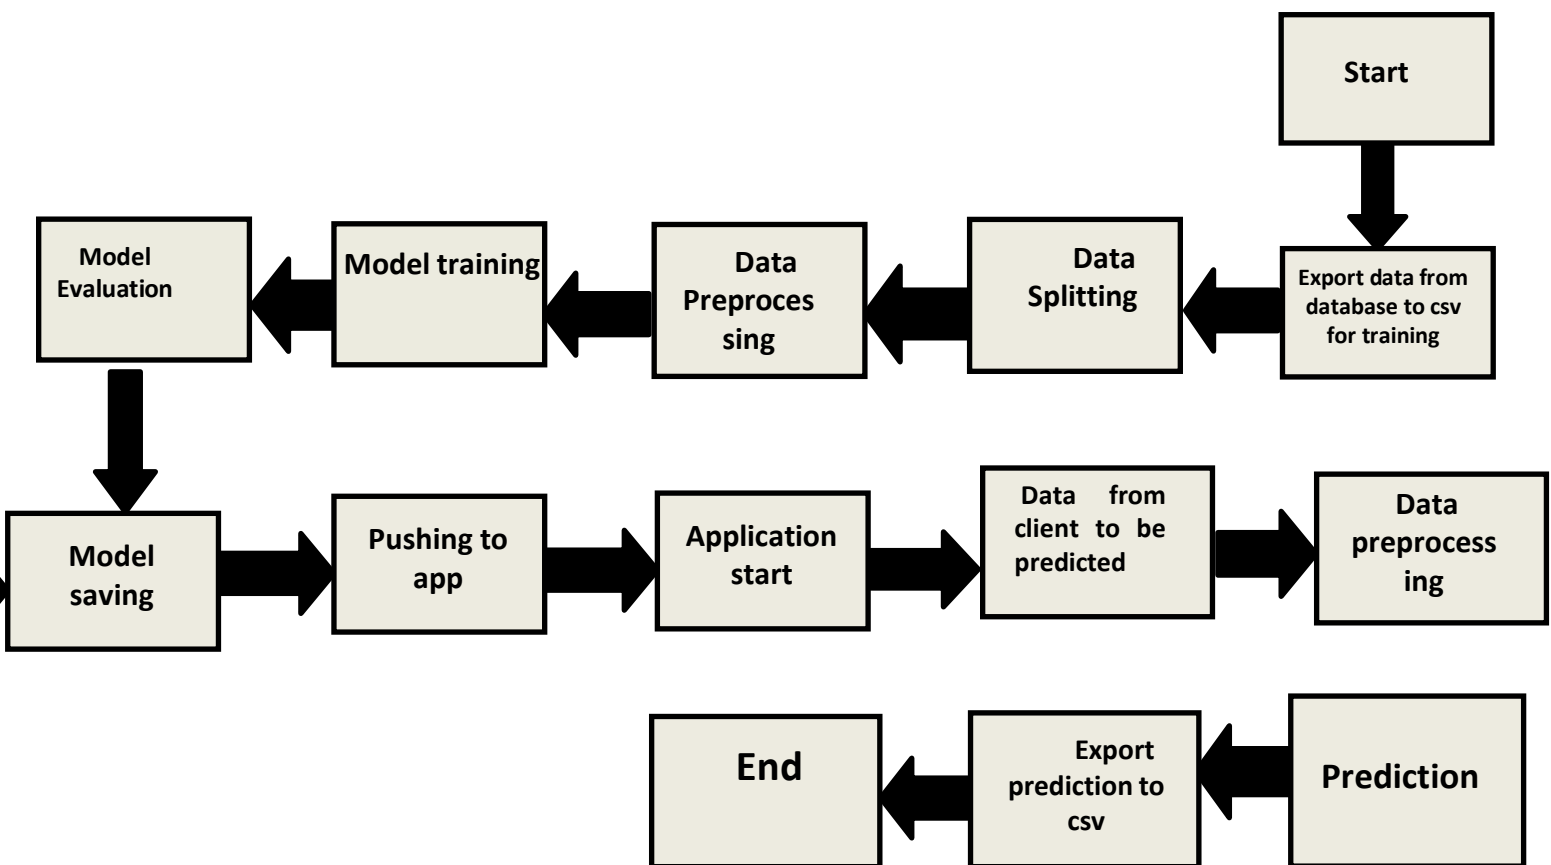 Start
Export data from
database to csv
for training
Data
Splitting
Data
Preproces
sing
Model training
Model
Evaluation
Model
saving
Pushing to
app
Application
start
Data from
client to be
predicted
Data
preprocess
ing
Prediction
Export
prediction to
csv
End